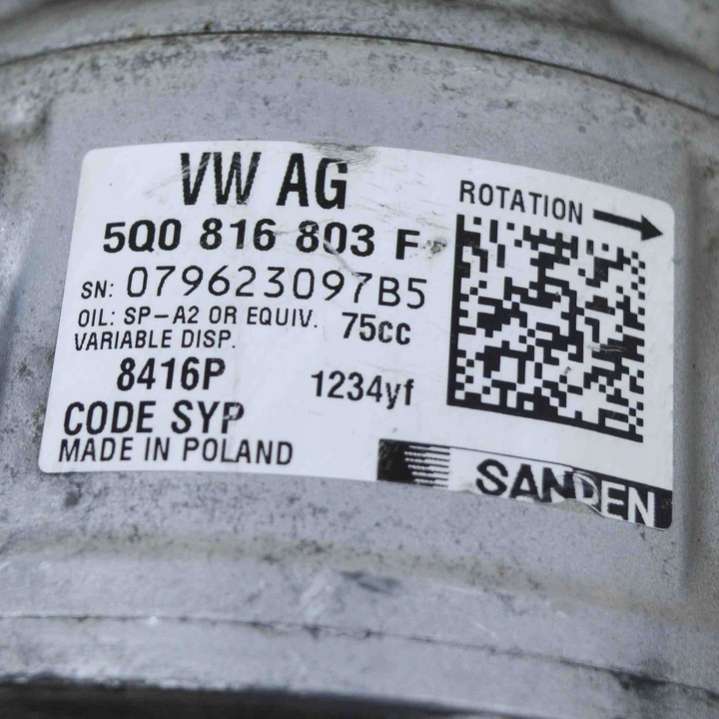 VW AG
ROTATION
5Q0 816 803 F
SN: 079623097B5
OIL: SP-A2 OR EQUIV. 75cc
VARIABLE DISP.
8416P 1234yf
CODE SYP
MADE IN POLAND
SANDEN